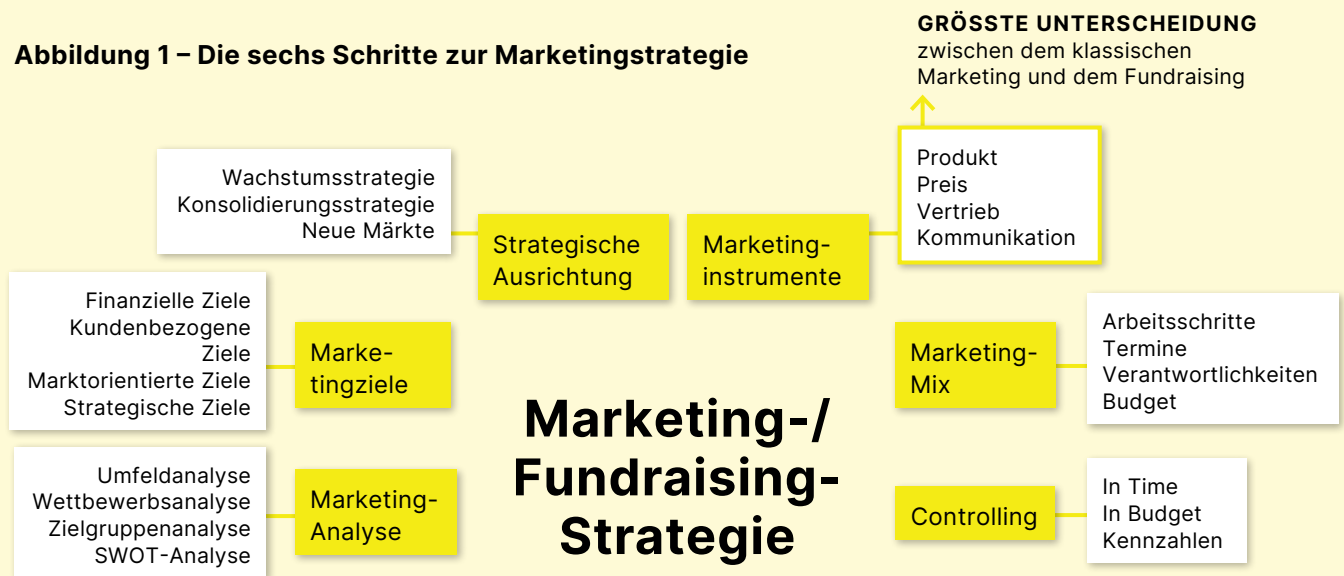 Abbildung 1 – Die sechs Schritte zur Marketingstrategie
GRÖSSTE UNTERSCHEIDUNG
zwischen dem klassischen
Marketing und dem Fundraising
Wachstumsstrategie
Konsolidierungsstrategie
Neue Märkte
Strategische
Ausrichtung
Marketing-
instrumente
Produkt
Preis
Vertrieb
Kommunikation
Finanzielle Ziele
Kundenbezogene
Ziele
Marktorientierte Ziele
Strategische Ziele
Marke-
tingziele
Marketing-
Mix
Arbeitsschritte
Termine
Verantwortlichkeiten
Budget
Marketing-/
Fundraising-
Strategie
Umfeldanalyse
Wettbewerbsanalyse
Zielgruppenanalyse
SWOT-Analyse
Marketing-
Analyse
Controlling
In Time
In Budget
Kennzahlen